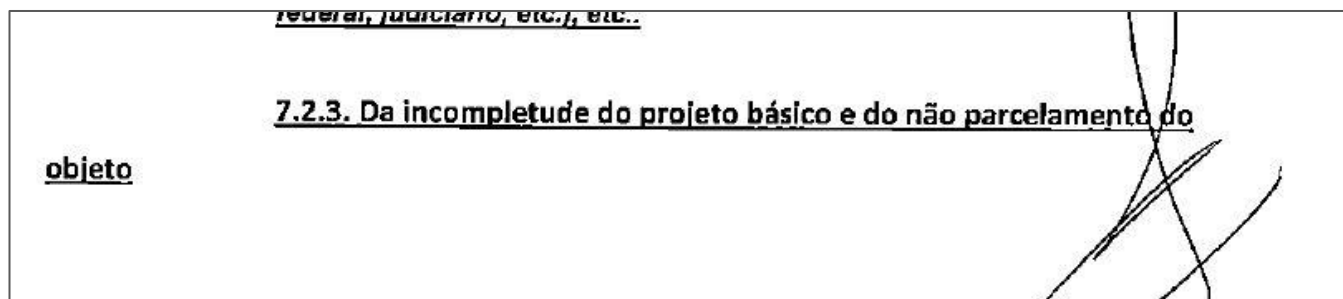 federal, judiciário, etc.), etc..
7.2.3. Da incompletude do projeto básico e do não parcelamento do
objeto